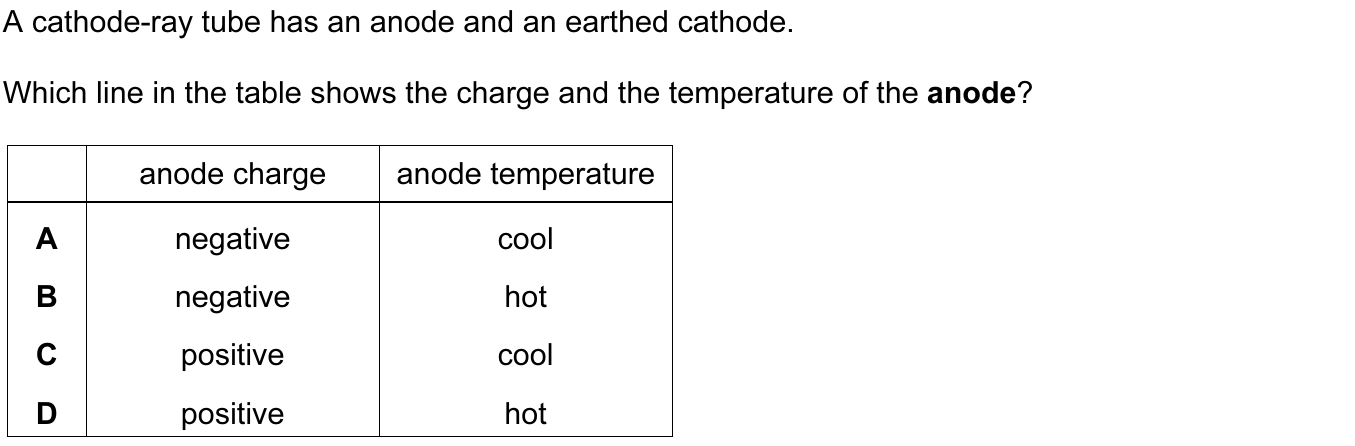 A cathode-ray tube has an anode and an earthed cathode.
Which line in the table shows the charge and the temperature of the anode?
anode charge anode temperature
A negative cool
B negative hot
C positive cool
D positive hot